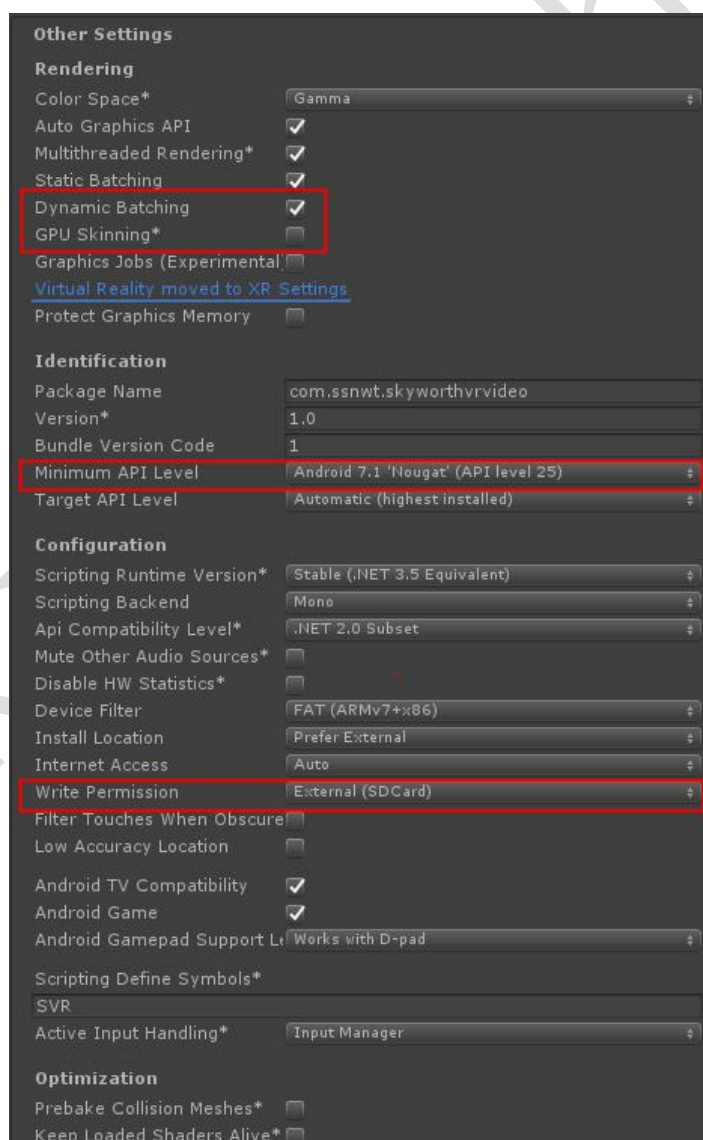 Other Settings
Rendering
Color Space* Gamma
Auto Graphics API
Multithreaded Rendering*
Static Batching
Dynamic Batching
GPU Skinning*
Graphics Jobs (Experimental)
Virtual Reality moved to XR Settings
Protect Graphics Memory
Identification
Package Name com.ssnwt.skyworthvrvideo
Version* 1.0
Bundle Version Code 1
Minimum API Level Android 7.1 'Nougat' (API level 25)
Target API Level Automatic (highest installed)
Configuration
Scripting Runtime Version* Stable (.NET 3.5 Equivalent)
Scripting Backend Mono
Api Compatibility Level* .NET 2.0 Subset
Mute Other Audio Sources*
Disable HW Statistics*
Device Filter FAT (ARMv7+x86)
Install Location Prefer External
Internet Access Auto
Write Permission External (SDCard)
Filter Touches When Obscure
Low Accuracy Location
Android TV Compatibility
Android Game
Android Gamepad Support Le Works with D-pad
Scripting Define Symbols*
SVR
Active Input Handling* Input Manager
Optimization
Prebake Collision Meshes*
Keep Loaded Shaders Alive*